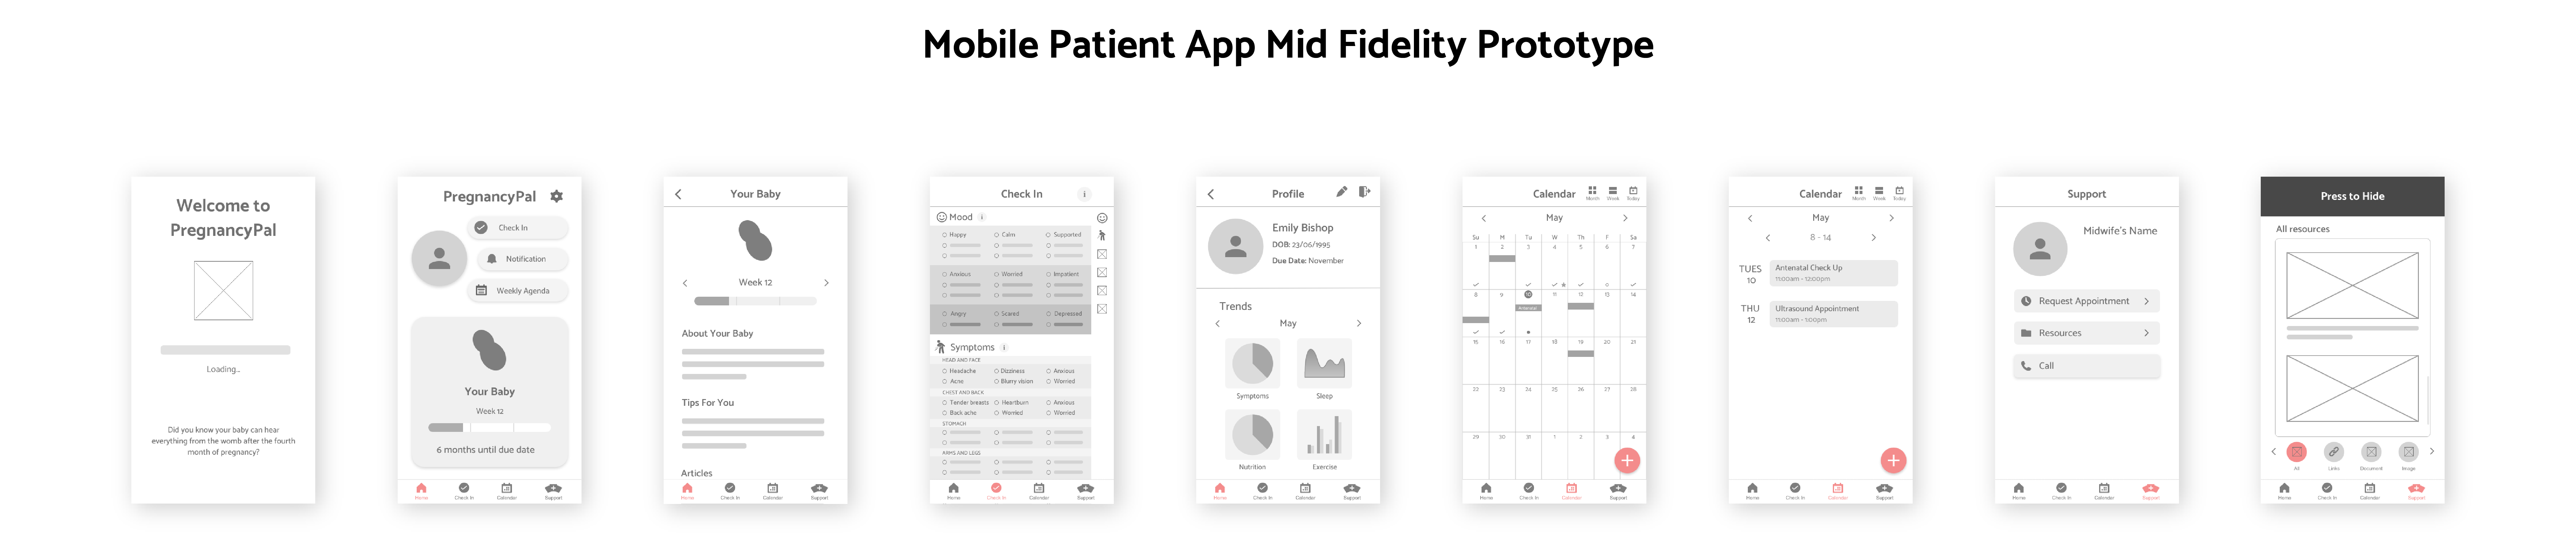 Mobile Patient App Mid Fidelity Prototype
Welcome to
PregnancyPal
Loading...
Did you know your baby can hear
everything from the womb after the fourth
month of pregnancy?
PregnancyPal
Check In
Notification
Weekly Agenda
Your Baby
Week 12
6 months until due date
Home Check In Calendar Support
Your Baby
Week 12
About Your Baby
Tips For You
Articles
Home Check In Calendar Support
Check In
i
Mood i
Happy Calm Supported
Anxious Worried Impatient
Angry Scared Depressed
Symptoms i
HEAD AND FACE
Headache Dizziness Anxious
Acne Blurry vision Worried
CHEST AND BACK
Tender breasts Heartburn Anxious
Back ache Worried Worried
STOMACH
ARMS AND LEGS
Home Check In Calendar Support
Profile
Emily Bishop
DOB: 23/06/1995
Due Date: November
Trends
May
Symptoms Sleep
Nutrition Exercise
Home Check In Calendar Support
Calendar
Month Week Today
May
Su M Tu W Th F Sa
1 2 3 4 5 6 7
8 9 10 11 12 13 14
Antenatal
15 16 17 18 19 20 21
22 23 24 25 26 27 28
29 30 31 1 2 3 4
Home Check In Calendar Support
Calendar
Month Week Today
May
8 - 14
TUES
10
Antenatal Check Up
11:00am - 12:00pm
THU
12
Ultrasound Appointment
11:00am - 1:00pm
Home Check In Calendar Support
Support
Midwife's Name
Request Appointment
Resources
Call
Home Check In Calendar Support
Press to Hide
All resources
All Links Document Image
Home Check In Calendar Support